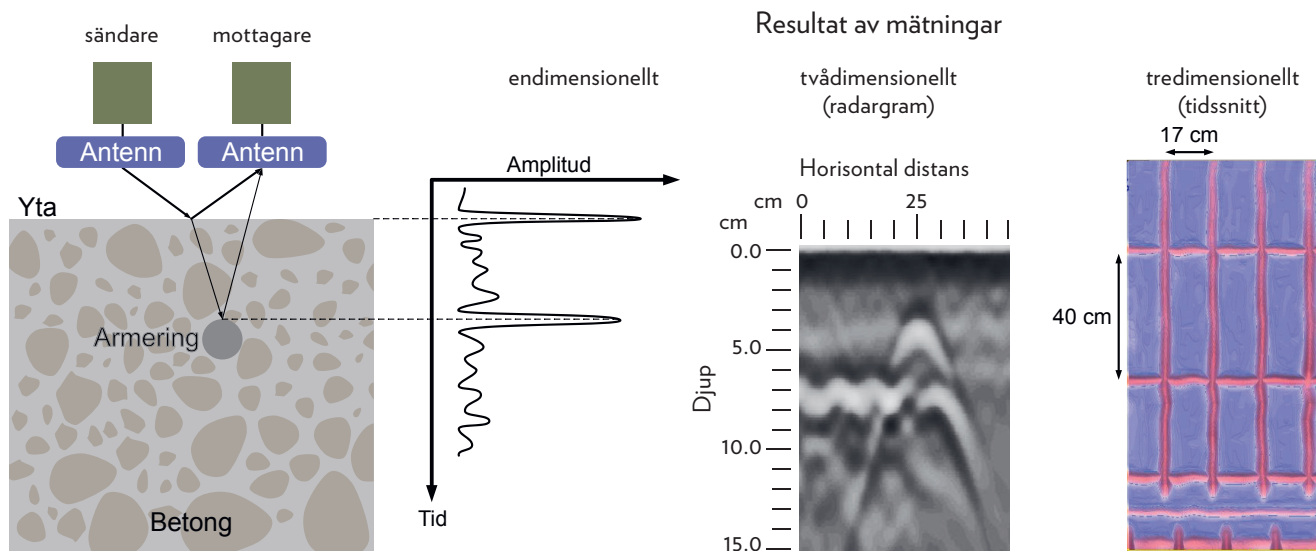 Resultat av mätningar
sändare
mottagare
Antenn
Antenn
Yta
Armering
Betong
endimensionellt
Amplitud
Tid
tvådimensionellt
(radargram)
Horisontal distans
cm 0 25
cm
0.0
5.0
10.0
15.0
Djup
tredimensionellt
(tidssnitt)
17 cm
40 cm